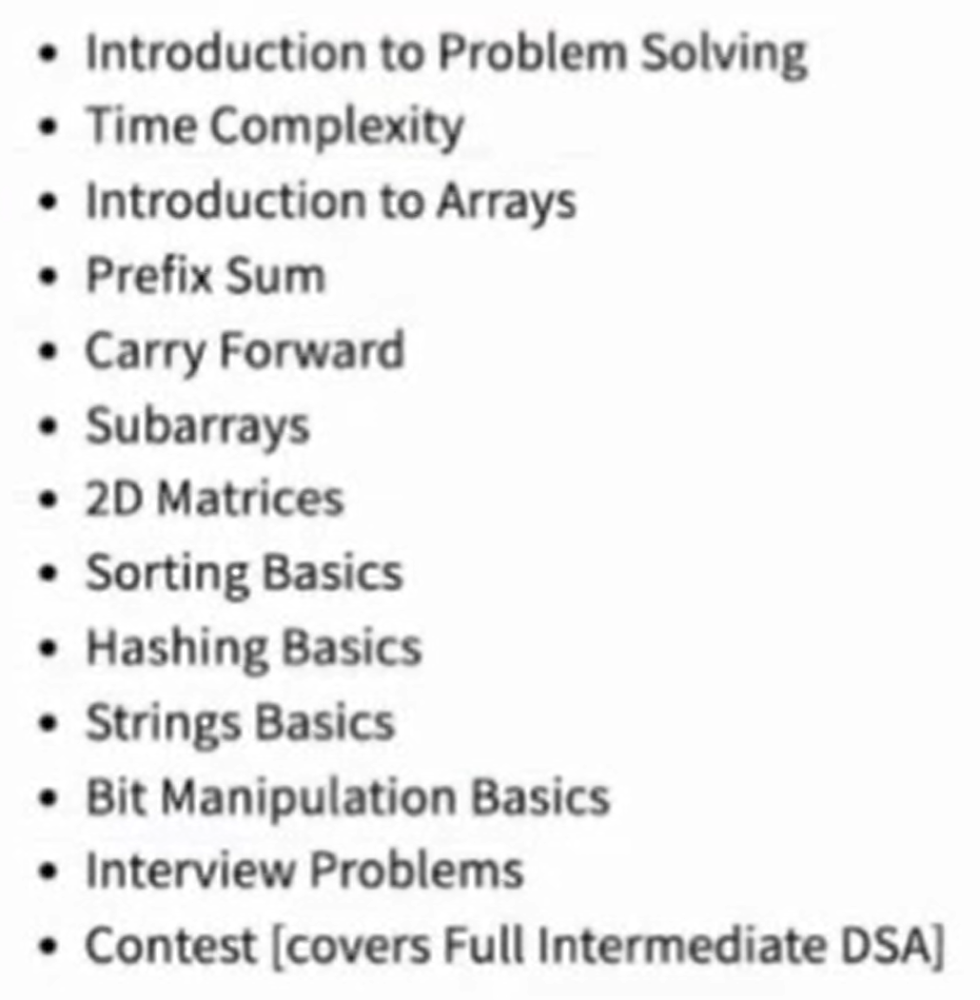 • Introduction to Problem Solving
• Time Complexity
• Introduction to Arrays
• Prefix Sum
• Carry Forward
• Subarrays
• 2D Matrices
• Sorting Basics
• Hashing Basics
• Strings Basics
• Bit Manipulation Basics
• Interview Problems
• Contest [covers Full Intermediate DSA]